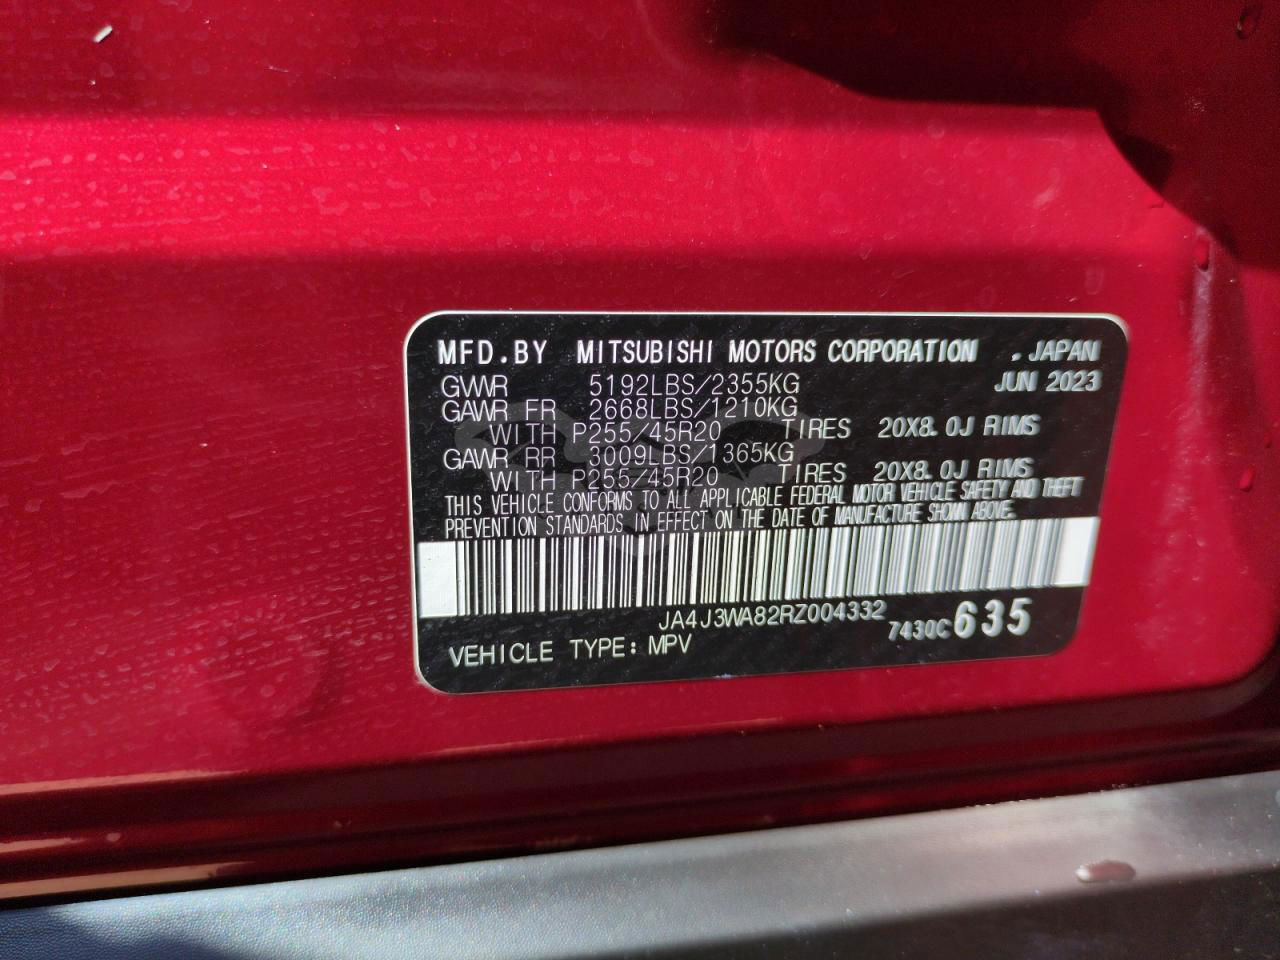 MFD.BY MITSUBISHI MOTORS CORPORATION .JAPAN
GVWR 5192LBS/2355KG JUN 2023
GAWR FR 2668LBS/1210KG
WITH P255/45R20 TIRES 20X8.0J RIMS
GAWR RR 3009LBS/1365KG
WITH P255/45R20 TIRES 20X8.0J RIMS
THIS VEHICLE CONFORMS TO ALL APPLICABLE FEDERAL MOTOR VEHICLE SAFETY AND THEFT
PREVENTION STANDARDS IN EFFECT ON THE DATE OF MANUFACTURE SHOWN ABOVE.
JA4J3WA82RZ004332 7430C635
VEHICLE TYPE: MPV